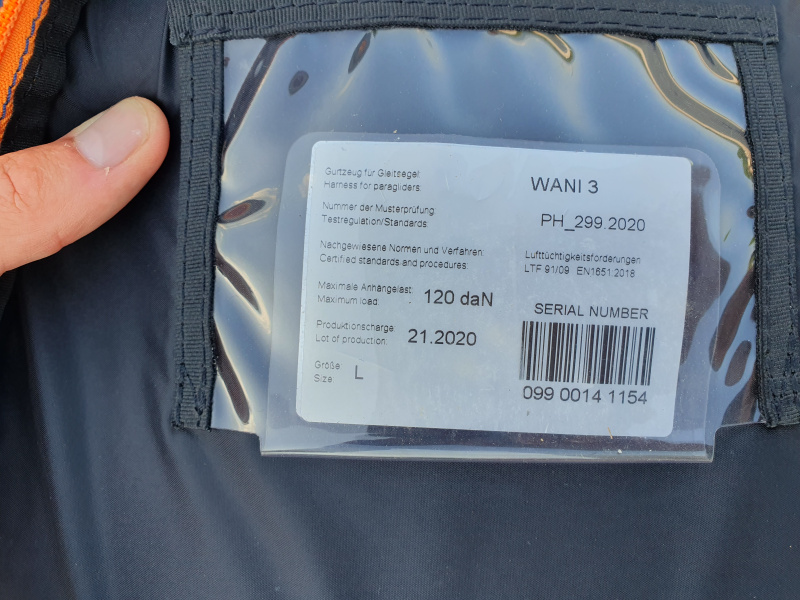 Gurtzeug für Gleitsegel:
Harness for paragliders:
WANI 3
Nummer der Musterprüfung:
Testregulation/Standards:
PH_299.2020
Nachgewiesene Normen und Verfahren:
Certified standards and procedures:
Lufttüchtigkeitsforderungen
LTF 91/09 EN1651:2018
Maximale Anhängelast:
Maximum load:
120 daN
Produktionscharge:
Lot of production:
21.2020
Größe:
Size:
L
SERIAL NUMBER
099 0014 1154